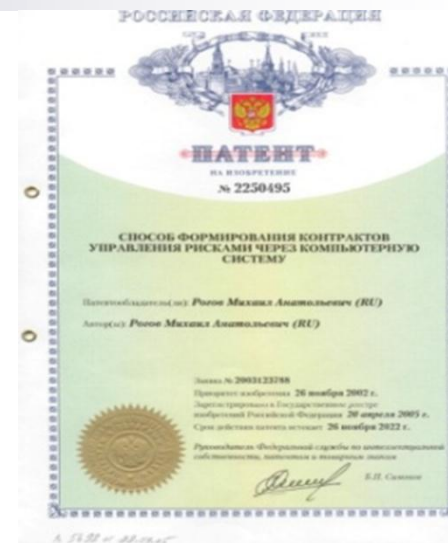 РОССИЙСКАЯ ФЕДЕРАЦИЯ
ПАТЕНТ
НА ИЗОБРЕТЕНИЕ
№ 2250495
СПОСОБ ФОРМИРОВАНИЯ КОНТРАКТОВ
УПРАВЛЕНИЯ РИСКАМИ ЧЕРЕЗ КОМПЬЮТЕРНУЮ
СИСТЕМУ
Патентообладатель(ли): Рогов Михаил Анатольевич (RU)
Автор(ы): Рогов Михаил Анатольевич (RU)
Заявка № 2003123788
Приоритет изобретения 26 ноября 2002 г.
Зарегистрировано в Государственном реестре
изобретений Российской Федерации 20 апреля 2005 г.
Срок действия патента истекает 26 ноября 2022 г.
Руководитель Федеральной службы по интеллектуальной
собственности, патентам и товарным знакам
Б.П. Симонов